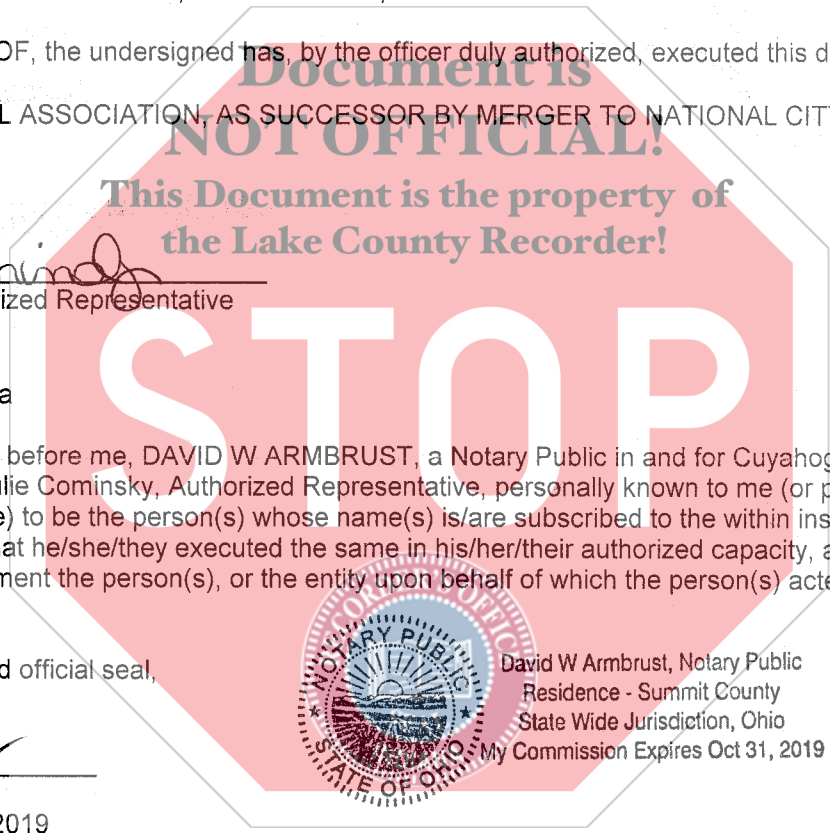 OF, the undersigned has, by the officer duly authorized, executed this d
Document is
L ASSOCIATION, AS SUCCESSOR BY MERGER TO NATIONAL CITY
NOT OFFICIAL!
This Document is the property of
the Lake County Recorder!
ized Representative
STOP
a
before me, DAVID W ARMBRUST, a Notary Public in and for Cuyahog
lie Cominsky, Authorized Representative, personally known to me (or p
e) to be the person(s) whose name(s) is/are subscribed to the within ins
at he/she/they executed the same in his/her/their authorized capacity, a
ment the person(s), or the entity upon behalf of which the person(s) acte
CORDER'S OFFIC
NOTARY PUBLIC
STATE OF OHIO
d official seal,
David W Armbrust, Notary Public
Residence - Summit County
State Wide Jurisdiction, Ohio
My Commission Expires Oct 31, 2019
2019